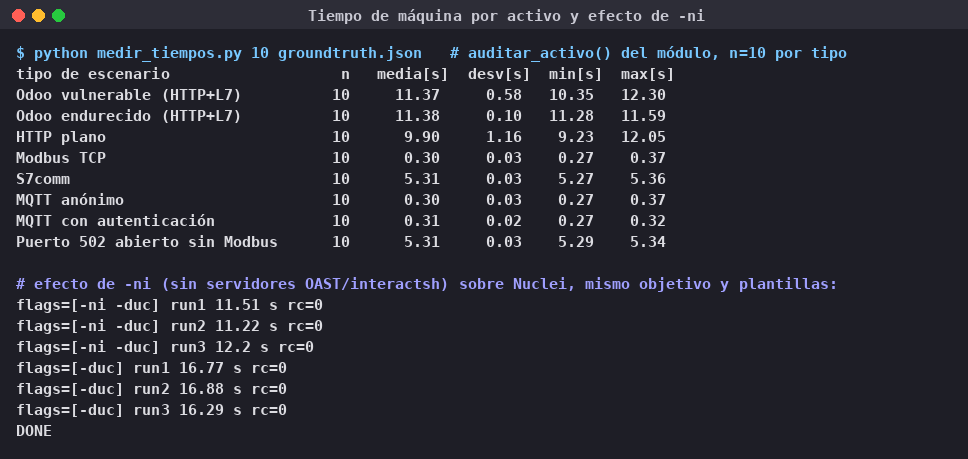 Tiempo de máquina por activo y efecto de -ni
$ python medir_tiempos.py 10 groundtruth.json   # auditar_activo() del módulo, n=10 por tipo
tipo de escenario                   n   media[s]  desv[s]  min[s]  max[s]
Odoo vulnerable (HTTP+L7)          10     11.37     0.58   10.35   12.30
Odoo endurecido (HTTP+L7)          10     11.38     0.10   11.28   11.59
HTTP plano                         10      9.90     1.16    9.23   12.05
Modbus TCP                         10      0.30     0.03    0.27    0.37
S7comm                             10      5.31     0.03    5.27    5.36
MQTT anónimo                       10      0.30     0.03    0.27    0.37
MQTT con autenticación             10      0.31     0.02    0.27    0.32
Puerto 502 abierto sin Modbus      10      5.31     0.03    5.29    5.34
# efecto de -ni (sin servidores OAST/interactsh) sobre Nuclei, mismo objetivo y plantillas:
flags=[-ni -duc] run1 11.51 s rc=0
flags=[-ni -duc] run2 11.22 s rc=0
flags=[-ni -duc] run3 12.2 s rc=0
flags=[-duc] run1 16.77 s rc=0
flags=[-duc] run2 16.88 s rc=0
flags=[-duc] run3 16.29 s rc=0
DONE